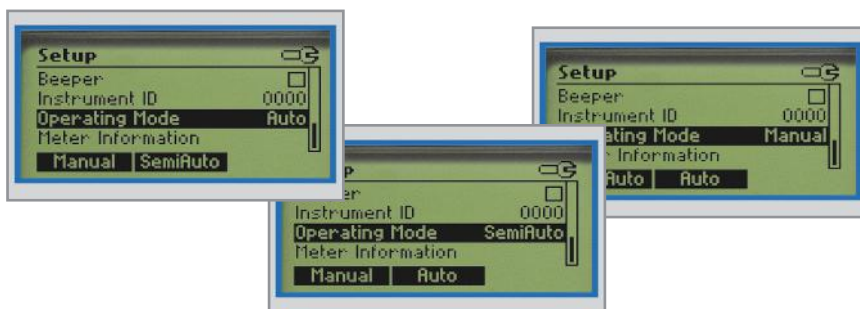 Setup
Beeper
Instrument ID 0000
Operating Mode Auto
Meter Information
Manual SemiAuto
Instrument ID 0000
Operating Mode SemiAuto
Meter Information
Manual Auto
Setup
Beeper
Instrument ID 0000
Mode Manual
Information
Auto Auto